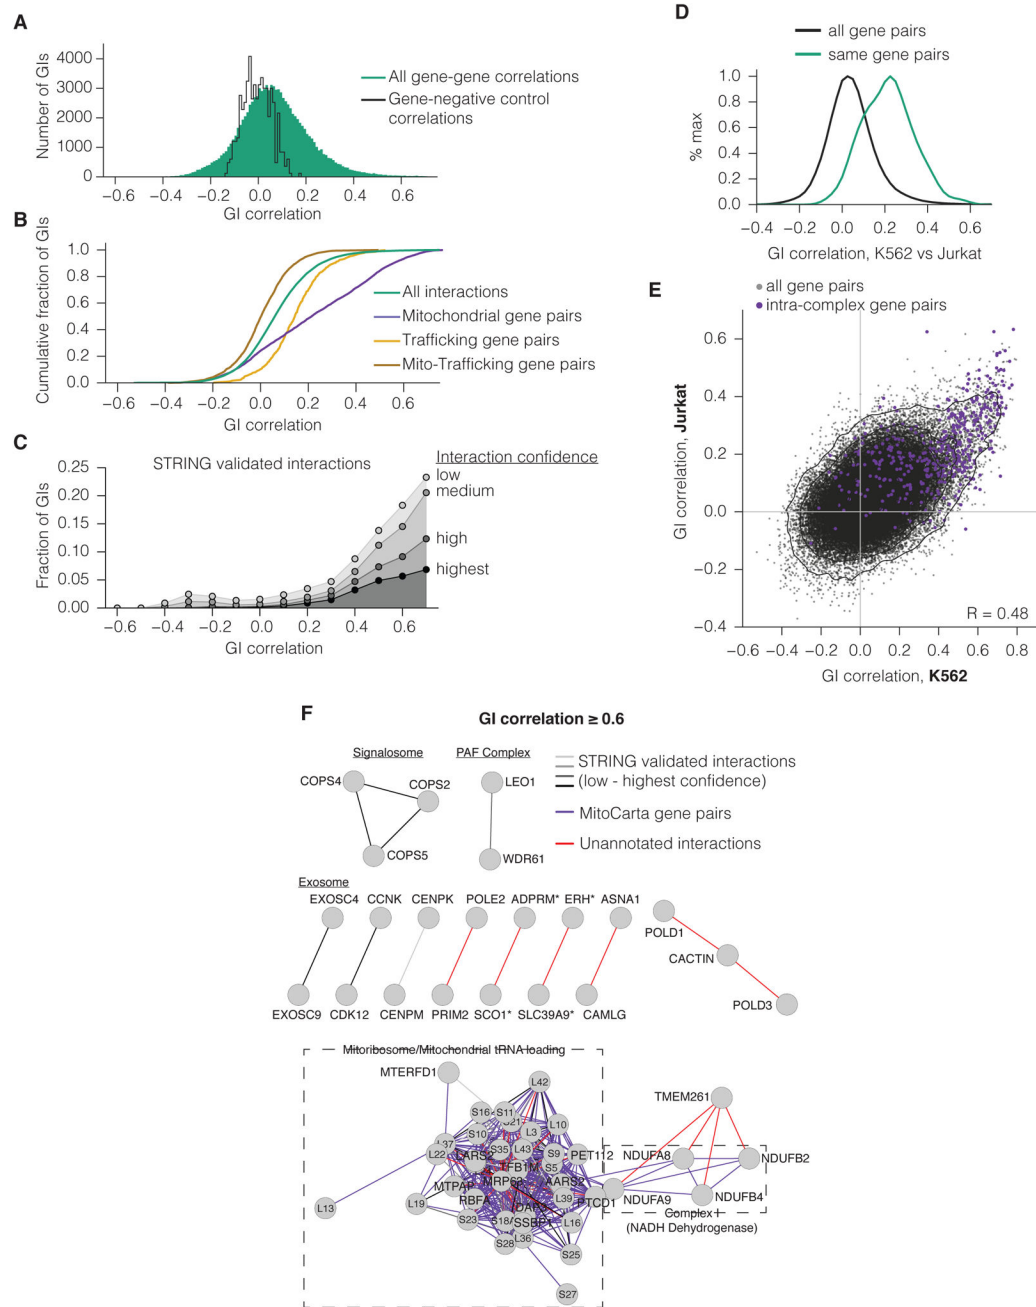 A
Number of GIs
4000
3000
2000
1000
0
−0.6 −0.4 −0.2 0.0 0.2 0.4 0.6
GI correlation
All gene-gene correlations
Gene-negative control
correlations
B
Cumulative fraction of GIs
1.0
0.8
0.6
0.4
0.2
0.0
−0.6 −0.4 −0.2 0.0 0.2 0.4 0.6
GI correlation
All interactions
Mitochondrial gene pairs
Trafficking gene pairs
Mito-Trafficking gene pairs
C
STRING validated interactions
Interaction confidence
low
medium
high
highest
Fraction of GIs
0.25
0.20
0.15
0.10
0.05
0.00
−0.6 −0.4 −0.2 0.0 0.2 0.4 0.6
GI correlation
D
all gene pairs
same gene pairs
% max
1.0
0.8
0.6
0.4
0.2
0.0
−0.4 −0.2 0.0 0.2 0.4 0.6
GI correlation, K562 vs Jurkat
E
all gene pairs
intra-complex gene pairs
GI correlation, Jurkat
0.6
0.4
0.2
0.0
−0.2
−0.4
R = 0.48
−0.6 −0.4 −0.2 0.0 0.2 0.4 0.6 0.8
GI correlation, K562
F
GI correlation ≥ 0.6
Signalosome
COPS4
COPS2
COPS5
PAF Complex
LEO1
WDR61
STRING validated interactions
(low - highest confidence)
MitoCarta gene pairs
Unannotated interactions
Exosome
EXOSC4 CCNK CENPK POLE2 ADPRM* ERH* ASNA1
EXOSC9 CDK12 CENPM PRIM2 SCO1* SLC39A9* CAMLG
POLD1
CACTIN
POLD3
Mitoribosome/Mitochondrial tRNA loading
MTERFD1
L42
S16
S11
S21
L10
S10
L3
L37
L22
LARS2
S35
L43
S9
PET112
TFB1M
S5
MTPAP
MRP63
AARS2
L13
L19
RBFA
L39
PTCD1
S23
DAP3
S18A
SSBP1
L16
S28
L36
S25
S27
TMEM261
NDUFA8
NDUFB2
NDUFA9
NDUFB4
Complex I
(NADH Dehydrogenase)